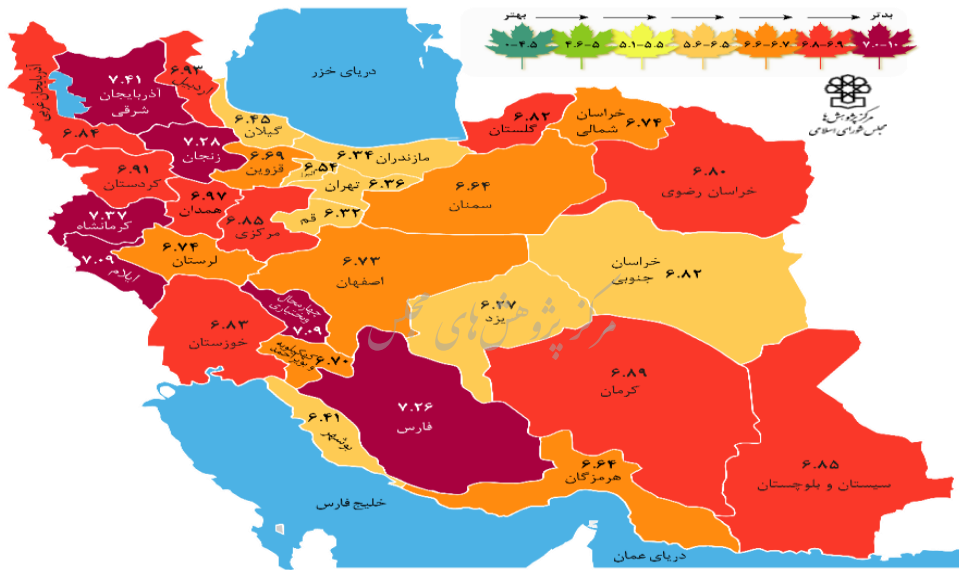 بهتر
بدتر
۰-۴.۵
۴.۶-۵
۵.۱-۵.۵
۵.۶-۶.۵
۶.۶-۶.۷
۶.۸-۶.۹
۷.۰-۱۰
مرکز پژوهش‌ها
مجلس شورای اسلامی
دریای خزر
آذربایجان غربی
۶.۸۴
۷.۴۱
آذربایجان
شرقی
۶.۹۳
اردبیل
۶.۴۵
گیلان
۷.۲۸
زنجان
۶.۶۹
قزوین
۶.۵۴
البرز
۶.۳۴ مازندران
تهران ۶.۳۶
قم ۶.۳۲
۶.۸۲
گلستان
خراسان
شمالی ۶.۷۴
۶.۸۰
خراسان رضوی
۶.۶۴
سمنان
۶.۹۱
کردستان
۶.۹۷
همدان
۶.۸۵
مرکزی
۷.۳۷
کرمانشاه
۷.۰۹
ایلام
۶.۷۴
لرستان
۶.۷۳
اصفهان
خراسان
جنوبی ۶.۸۲
۶.۲۷
یزد
مرکز پژوهش‌های مجلس
چهارمحال
وبختیاری
۷.۰۹
۶.۸۳
خوزستان
کهگیلویه
و بویراحمد ۶.۷۰
۷.۲۶
فارس
۶.۴۱
بوشهر
۶.۸۹
کرمان
۶.۶۴
هرمزگان
۶.۸۵
سیستان و بلوچستان
خلیج فارس
دریای عمان